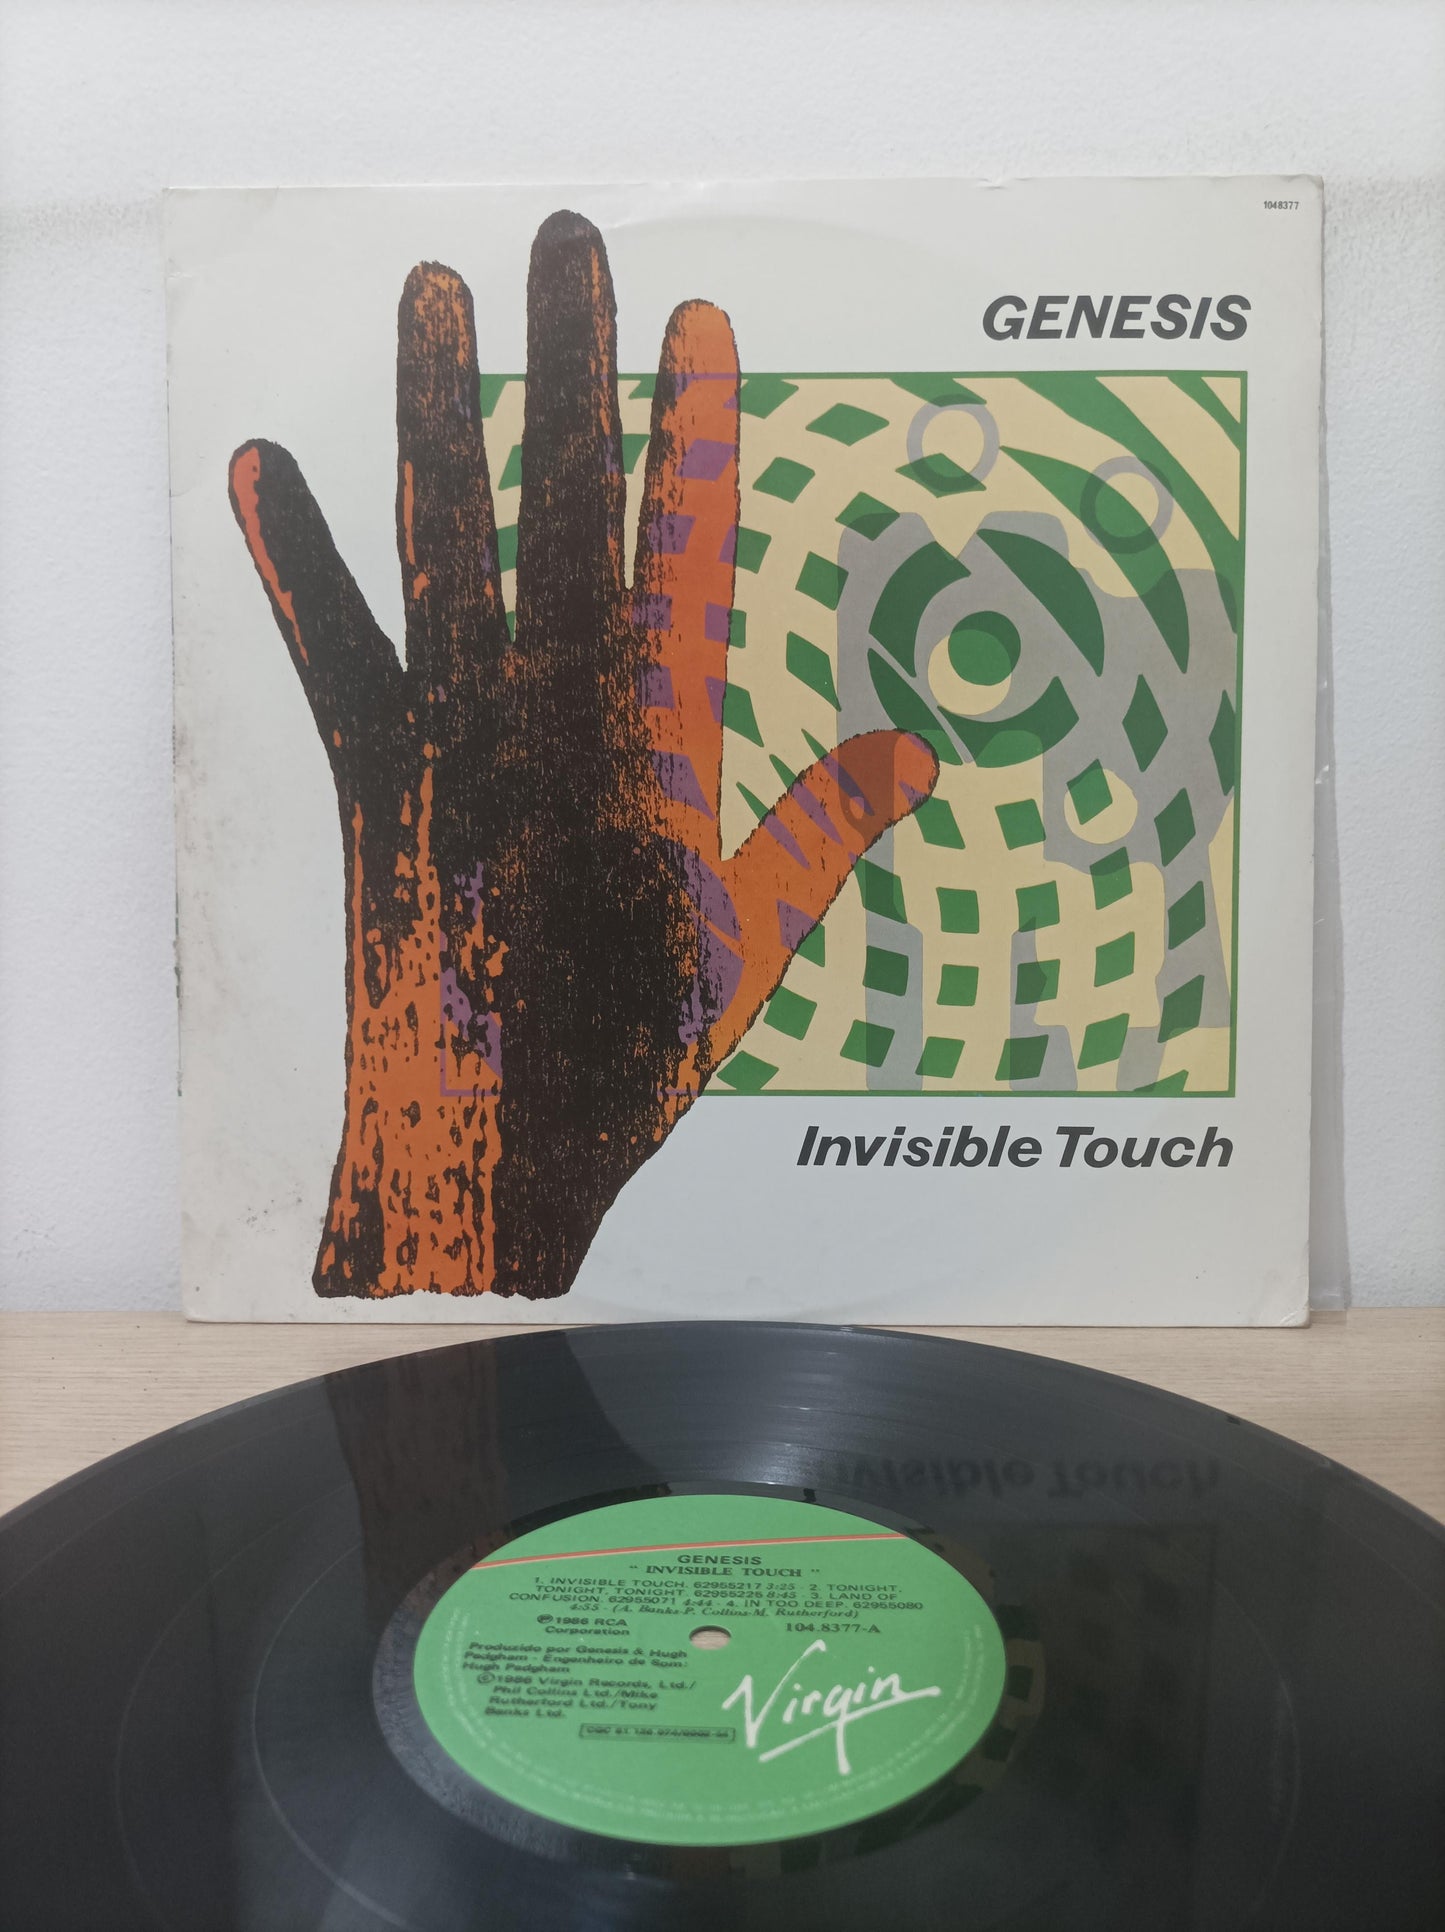 1048377
GENESIS
Invisible Touch
GENESIS
" INVISIBLE TOUCH "
1. INVISIBLE TOUCH. 62955217 3:25 - 2. TONIGHT,
TONIGHT, TONIGHT. 62955225 8:45 - 3. LAND OF
CONFUSION. 62955071 4:44 - 4. IN TOO DEEP. 62955080
4:55 - (A. Banks-P. Collins-M. Rutherford)
℗1986 RCA
Corporation
104.8377-A
Produzido por Genesis & Hugh
Padgham - Engenheiro de Som:
Hugh Padgham
©1986 Virgin Records, Ltd./
Phil Collins Ltd./Mike
Rutherford Ltd./Tony
Banks Ltd.
Virgin